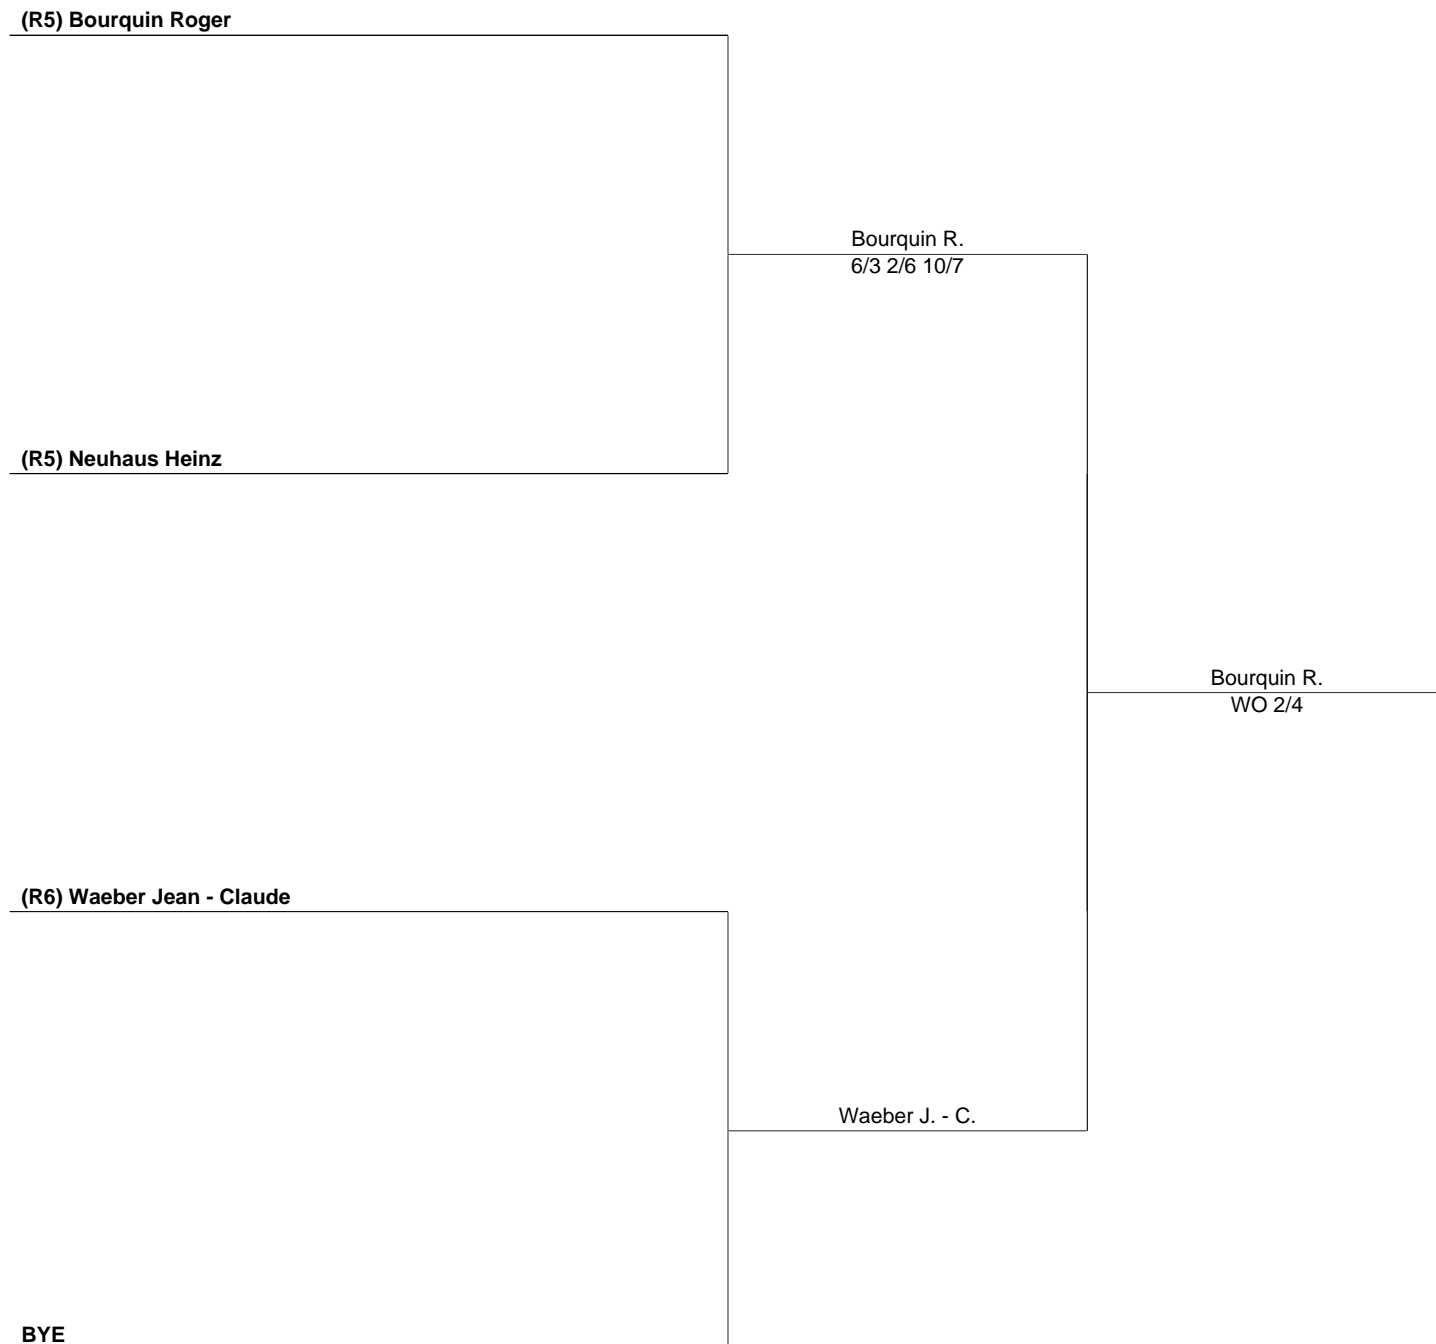 (R5) Bourquin Roger
Bourquin R.
6/3 2/6 10/7
(R5) Neuhaus Heinz
Bourquin R.
WO 2/4
(R6) Waeber Jean - Claude
Waeber J. - C.
BYE